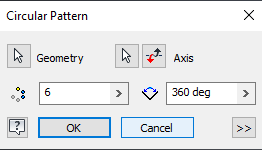 Circular Pattern
Geometry Axis
6 > 360 deg >
? OK Cancel >>